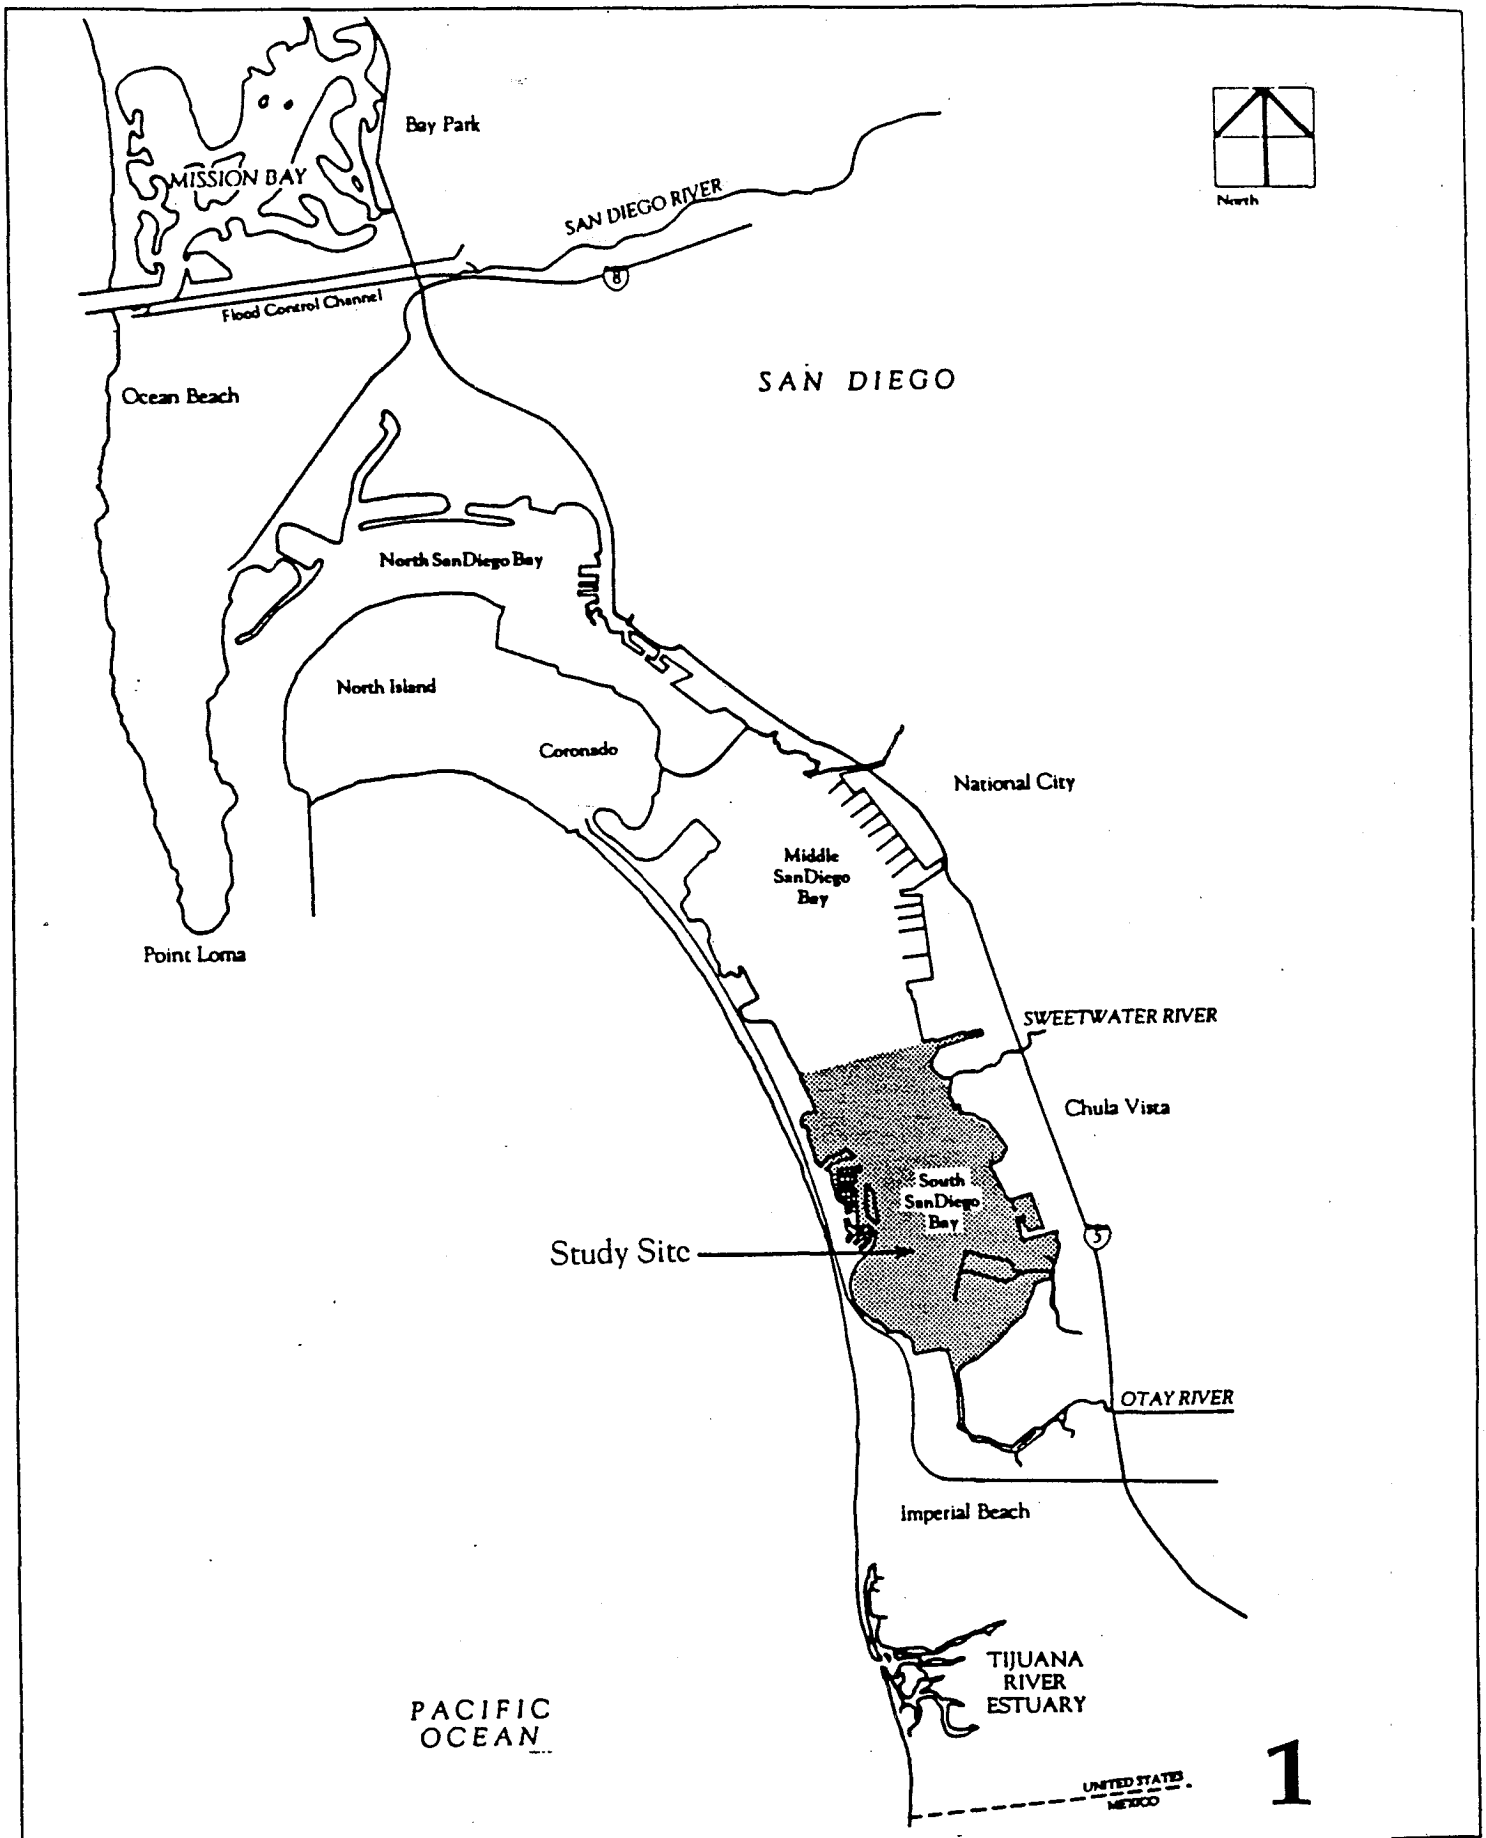 Bay Park
MISSION BAY
North
SAN DIEGO RIVER
8
Flood Control Channel
SAN DIEGO
Ocean Beach
North San Diego Bay
North Island
Coronado
National City
Middle
San Diego
Bay
Point Loma
SWEETWATER RIVER
Chula Vista
South
San Diego
Bay
5
Study Site
OTAY RIVER
Imperial Beach
TIJUANA
RIVER
ESTUARY
PACIFIC
OCEAN
UNITED STATES
MEXICO
1